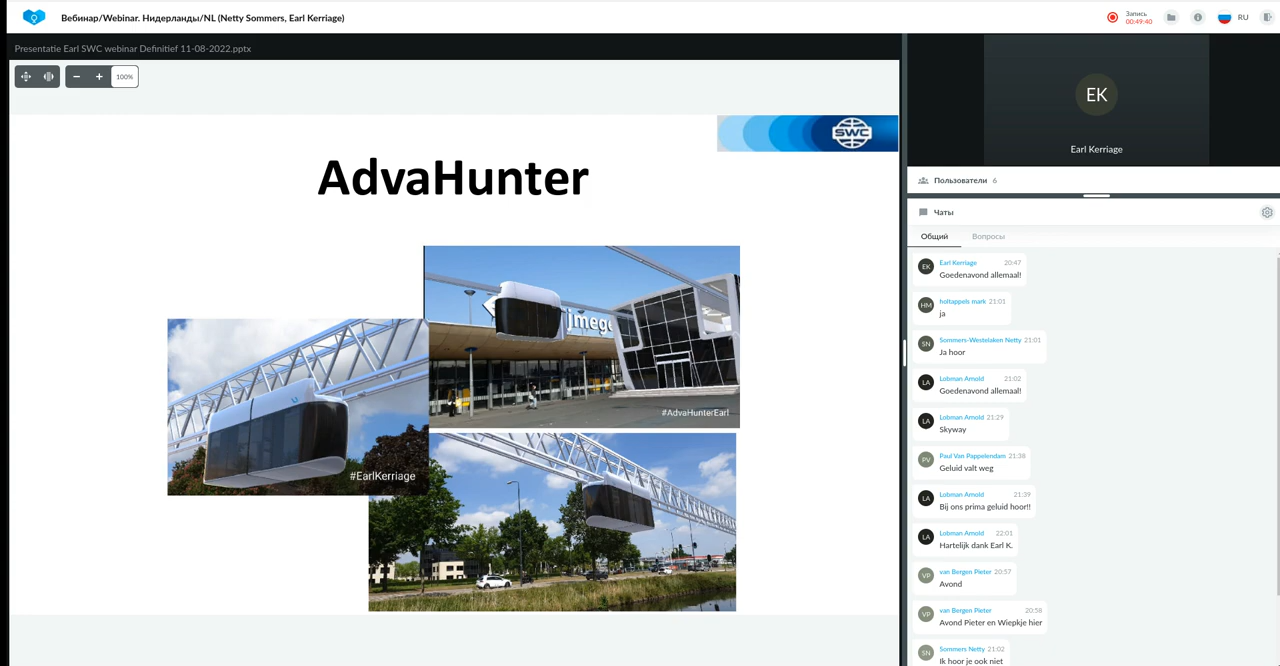 Вебинар/Webinar. Нидерланды/NL (Netty Sommers, Earl Kerriage)
Запись
00:49:40
RU
Presentatie Earl SWC webinar Definitief 11-08-2022.pptx
100%
SWC
AdvaHunter
imego
#AdvaHunterEarl
#EarlKerriage
EK
Earl Kerriage
Пользователи 6
Чаты
Общий
Вопросы
EK
Earl Kerriage 20:47
Goedenavond allemaal!
HM
holtappels mark 21:01
ja
SN
Sommers-Westelaken Netty 21:01
Ja hoor
LA
Lobman Arnold 21:02
Goedenavond allemaal!
LA
Lobman Arnold 21:29
Skyway
PV
Paul Van Pappelendam 21:38
Geluid valt weg
LA
Lobman Arnold 21:39
Bij ons prima geluid hoor!!
LA
Lobman Arnold 22:01
Hartelijk dank Earl K.
VP
van Bergen Pieter 20:57
Avond
VP
van Bergen Pieter 20:58
Avond Pieter en Wiepkje hier
SN
Sommers Netty 21:02
Ik hoor je ook niet